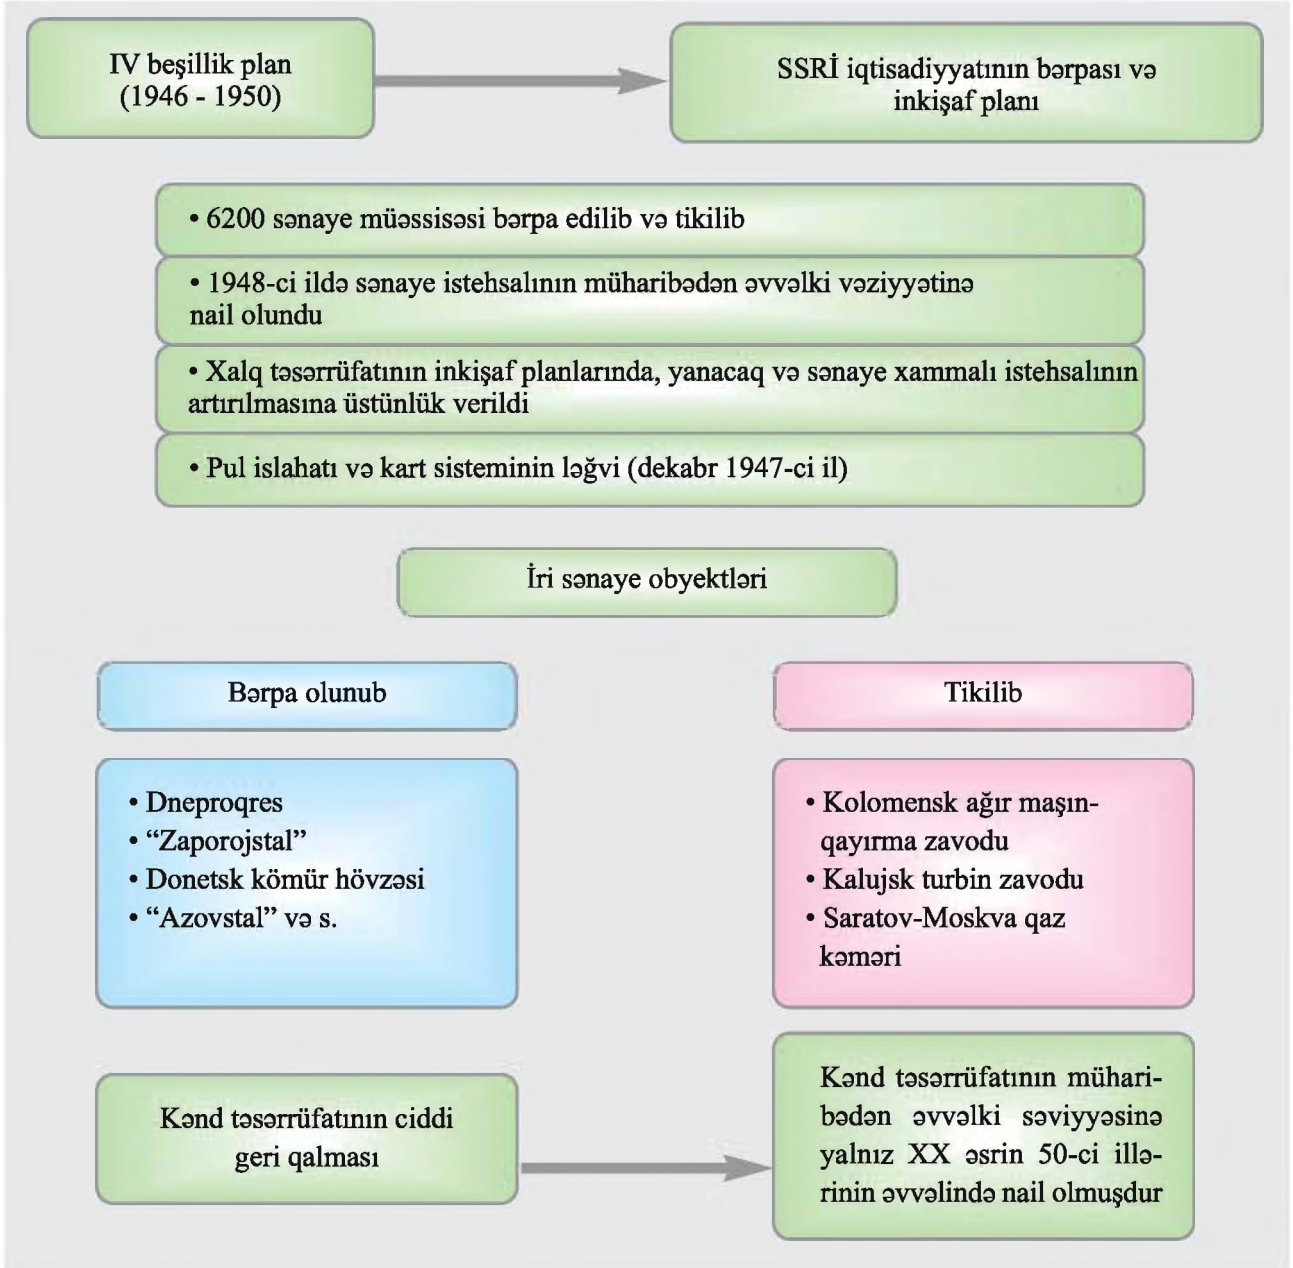 IV beşillik plan
(1946 - 1950)
SSRİ iqtisadiyyatının bərpası və
inkişaf planı
• 6200 sənaye müəssisəsi bərpa edilib və tikilib
• 1948-ci ildə sənaye istehsalının müharibədən əvvəlki vəziyyətinə
nail olundu
• Xalq təsərrüfatının inkişaf planlarında, yanacaq və sənaye xammalı istehsalının
artırılmasına üstünlük verildi
• Pul islahatı və kart sisteminin ləğvi (dekabr 1947-ci il)
İri sənaye obyektləri
Bərpa olunub
• Dneproqres
• “Zaporojstal”
• Donetsk kömür hövzəsi
• “Azovstal” və s.
Tikilib
• Kolomensk ağır maşın-
qayırma zavodu
• Kalujsk turbin zavodu
• Saratov-Moskva qaz
kəməri
Kənd təsərrüfatının ciddi
geri qalması
Kənd təsərrüfatının mühari-
bədən əvvəlki səviyyəsinə
yalnız XX əsrin 50-ci illə-
rinin əvvəlində nail olmuşdur